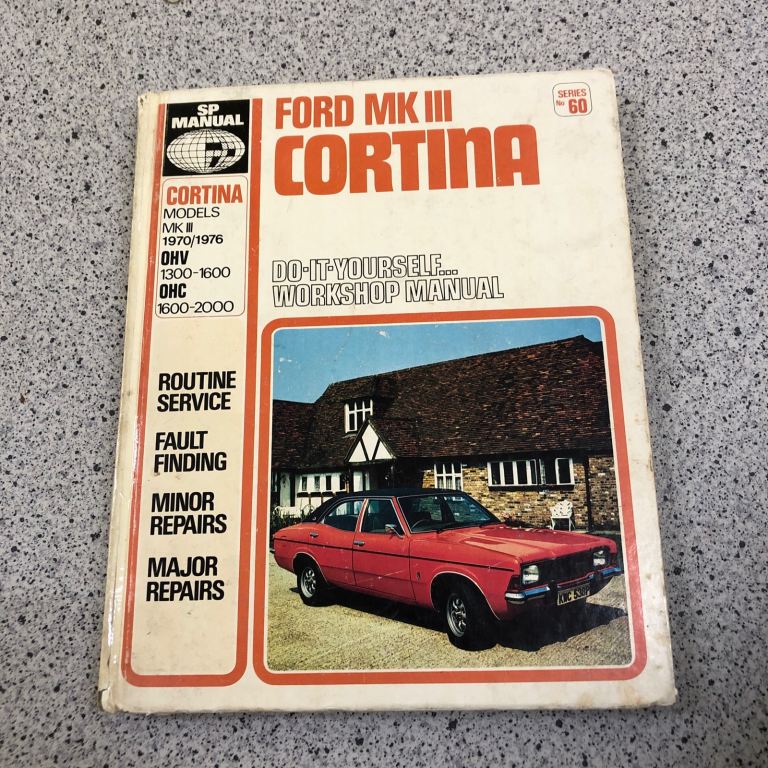 SP
MANUAL
FORD MK III
CORTINA
SERIES
No 60
CORTINA
MODELS
MK III
1970/1976
OHV
1300-1600
OHC
1600-2000
DO-IT-YOURSELF...
WORKSHOP MANUAL
ROUTINE
SERVICE
FAULT
FINDING
MINOR
REPAIRS
MAJOR
REPAIRS